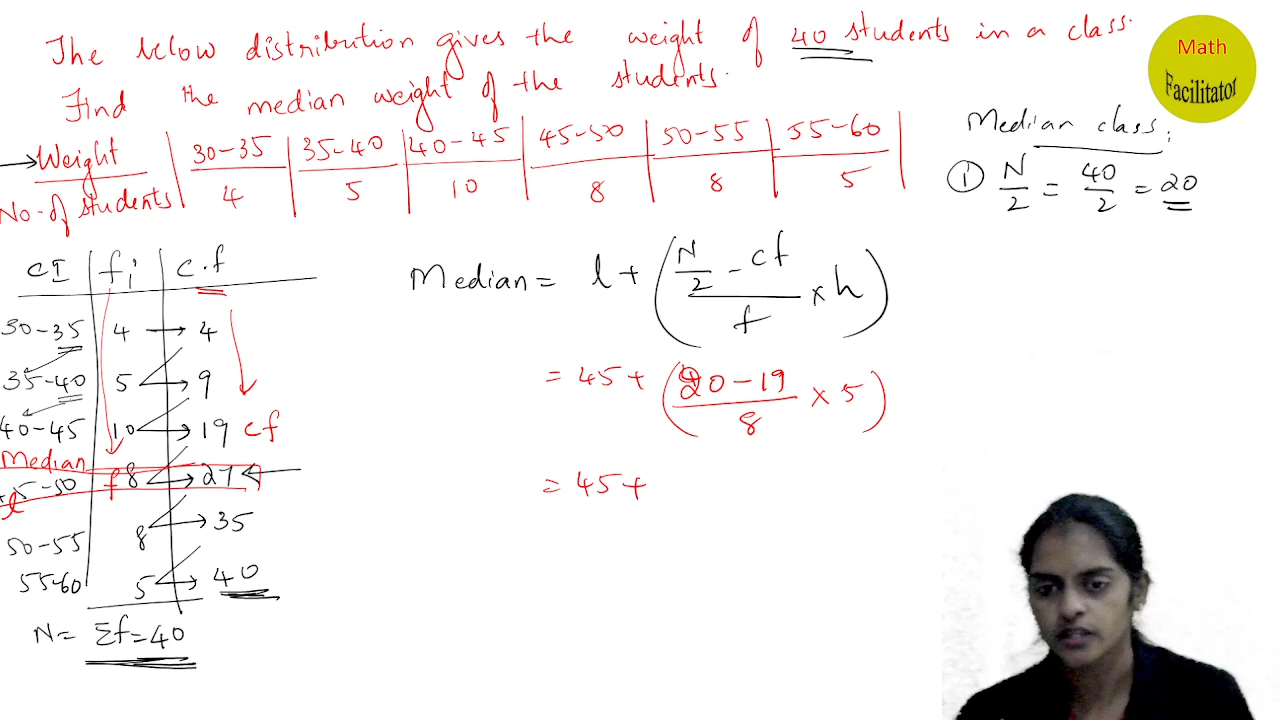 The below distribution gives the weight of 40 students in a class.
Find the median weight of the students.
Math
Facilitator
Weight | 30-35 | 35-40 | 40-45 | 45-50 | 50-55 | 55-60 |
No. of students | 4 | 5 | 10 | 8 | 8 | 5
Median class:
① N/2 = 40/2 = 20
CI | fi | c.f
30-35 4 → 4
35-40 5 → 9
40-45 10 → 19 cf
Median
l 45-50 f 8 → 27
50-55 8 → 35
55-60 5 → 40
N = Σf = 40
Median = l + (N/2 - cf / f × h)
= 45 + (20 - 19 / 8 × 5)
= 45 +